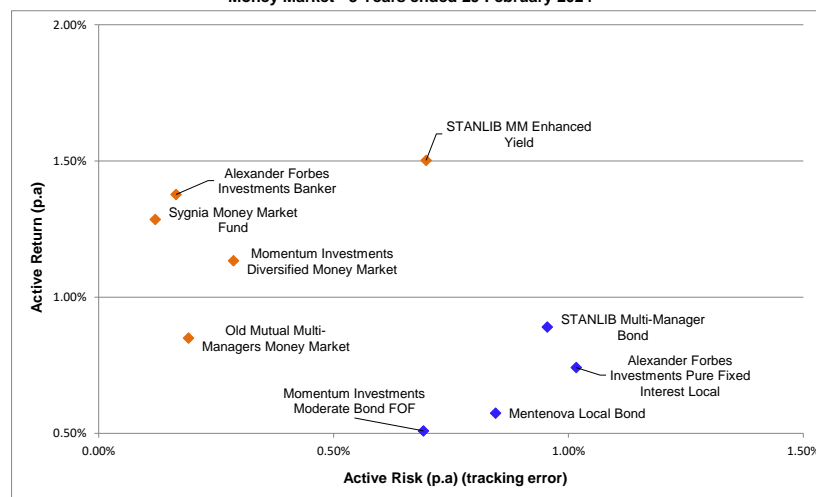 2.00%
STANLIB MM Enhanced
Yield
1.50%
Alexander Forbes
Investments Banker
Sygnia Money Market
Fund
Momentum Investments
Diversified Money Market
Active Return (p.a)
1.00%
STANLIB Multi-Manager
Bond
Old Mutual Multi-
Managers Money Market
Alexander Forbes
Investments Pure Fixed
Interest Local
Momentum Investments
Moderate Bond FOF
Mentenova Local Bond
0.50%
0.00%
0.50%
1.00%
1.50%
Active Risk (p.a) (tracking error)